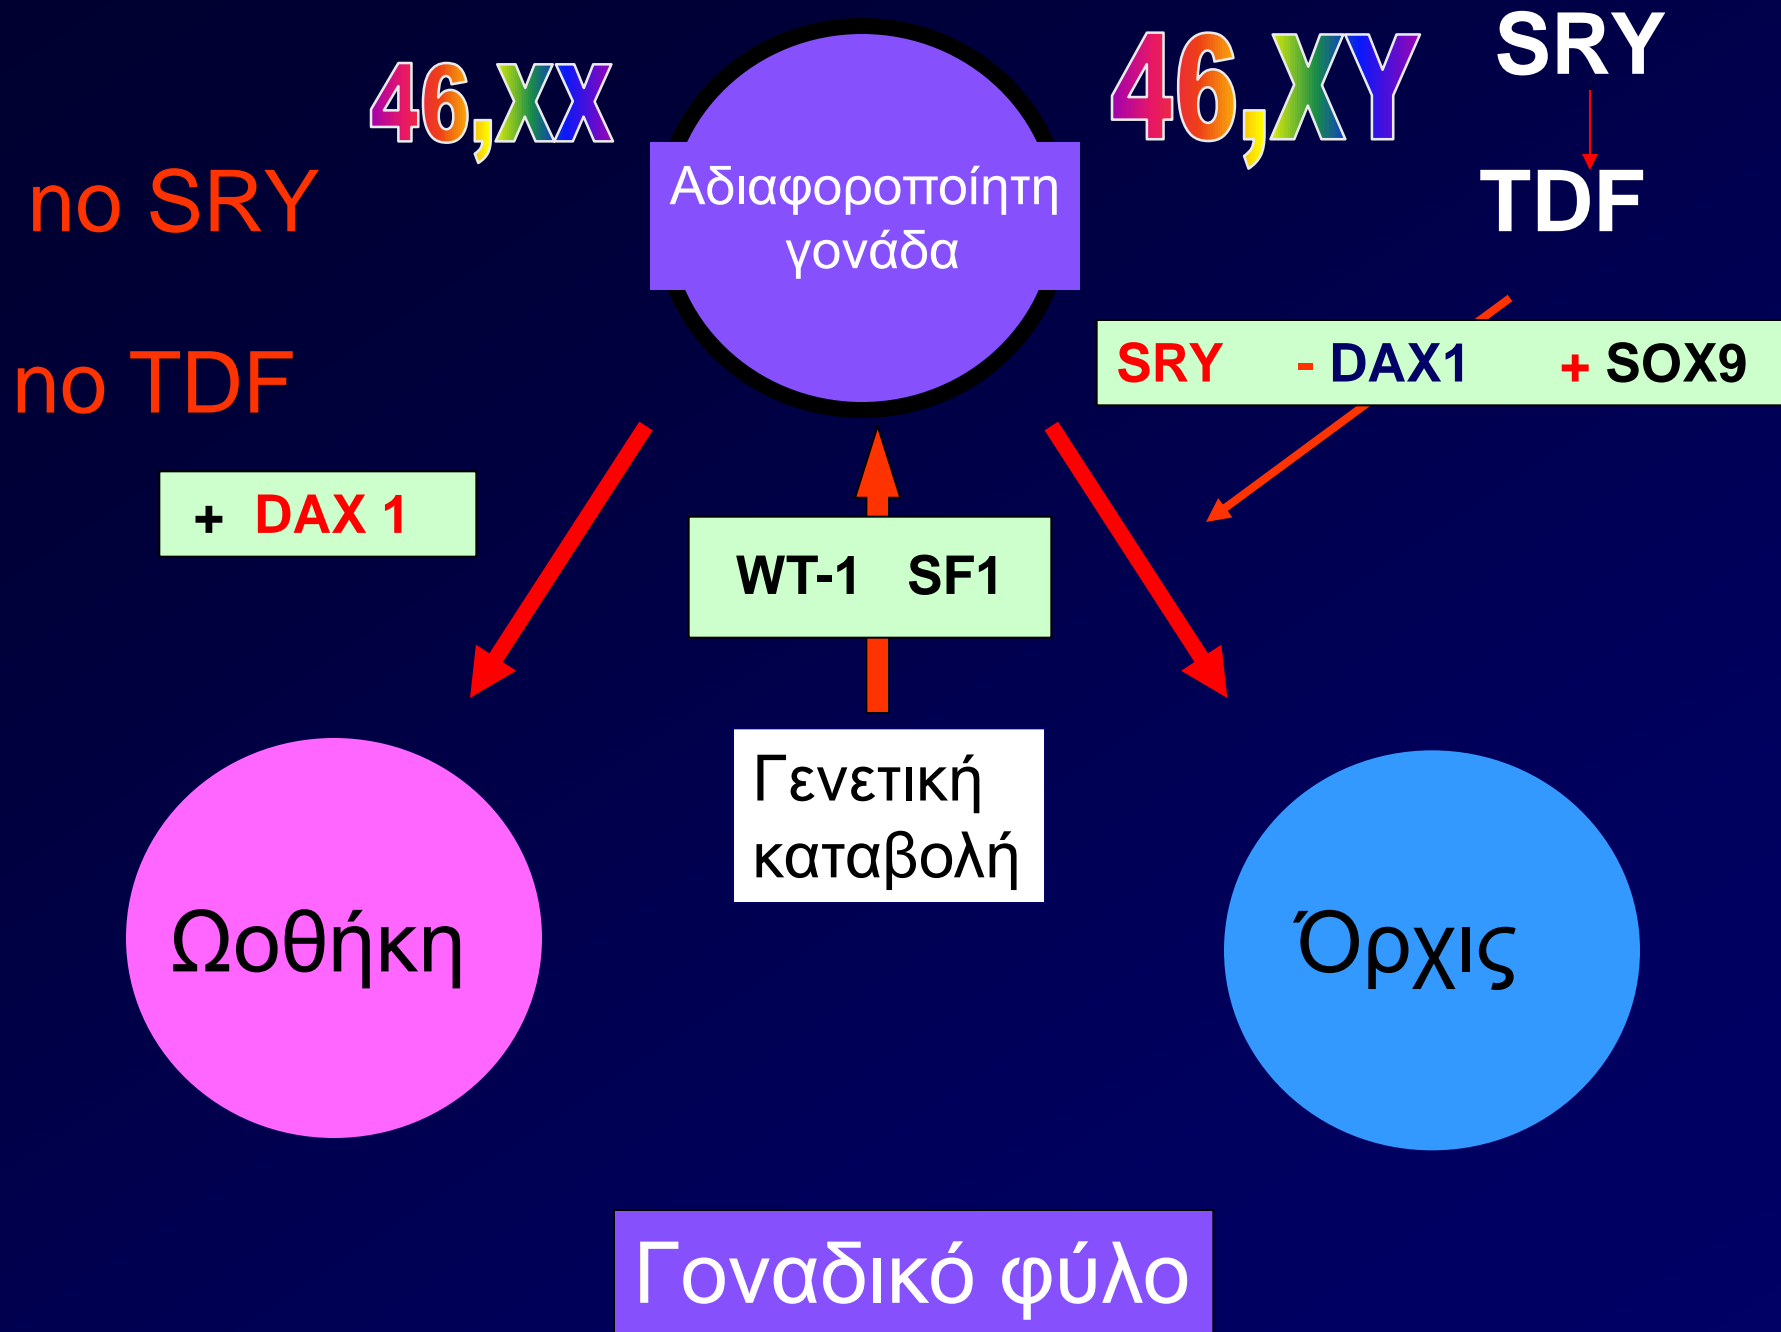 46,XX
46,XY
SRY
no SRY
Αδιαφοροποίητη
γονάδα
TDF
no TDF
SRY - DAX1 + SOX9
+ DAX 1
WT-1 SF1
Γενετική
καταβολή
Ωοθήκη
Όρχις
Γοναδικό φύλο